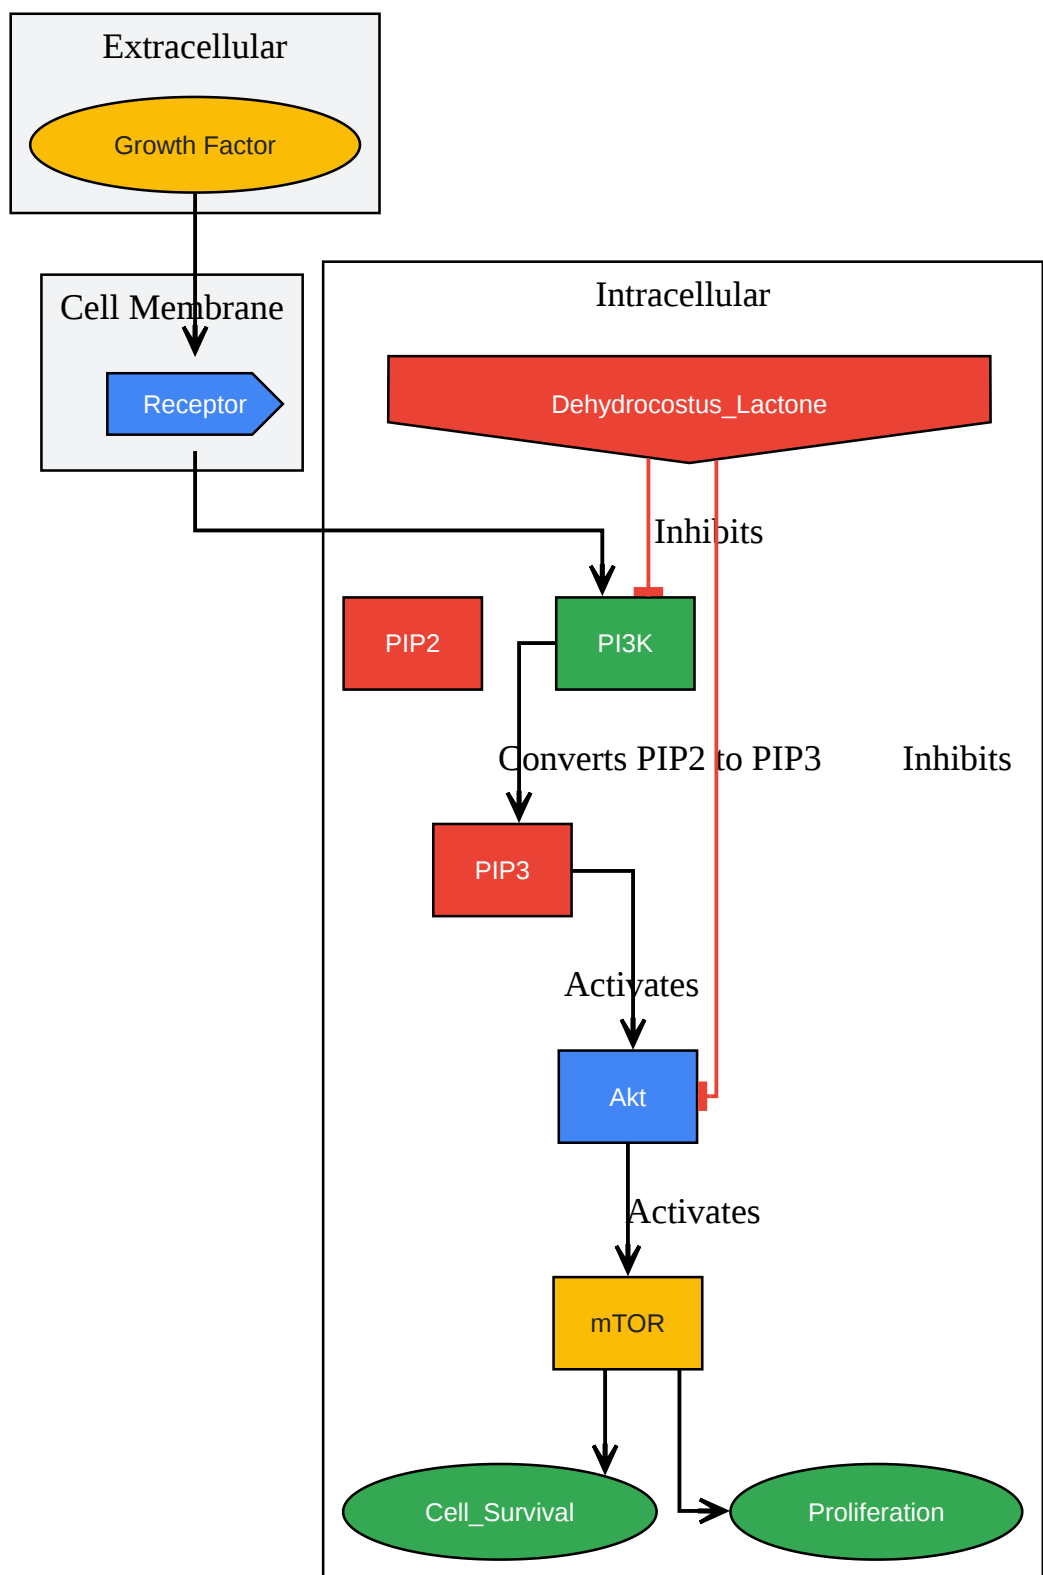 Extracellular
Growth Factor
Cell Membrane
Receptor
Intracellular
Dehydrocostus_Lactone
Inhibits
PIP2
PI3K
Converts PIP2 to PIP3
Inhibits
PIP3
Activates
Akt
Activates
mTOR
Cell_Survival
Proliferation